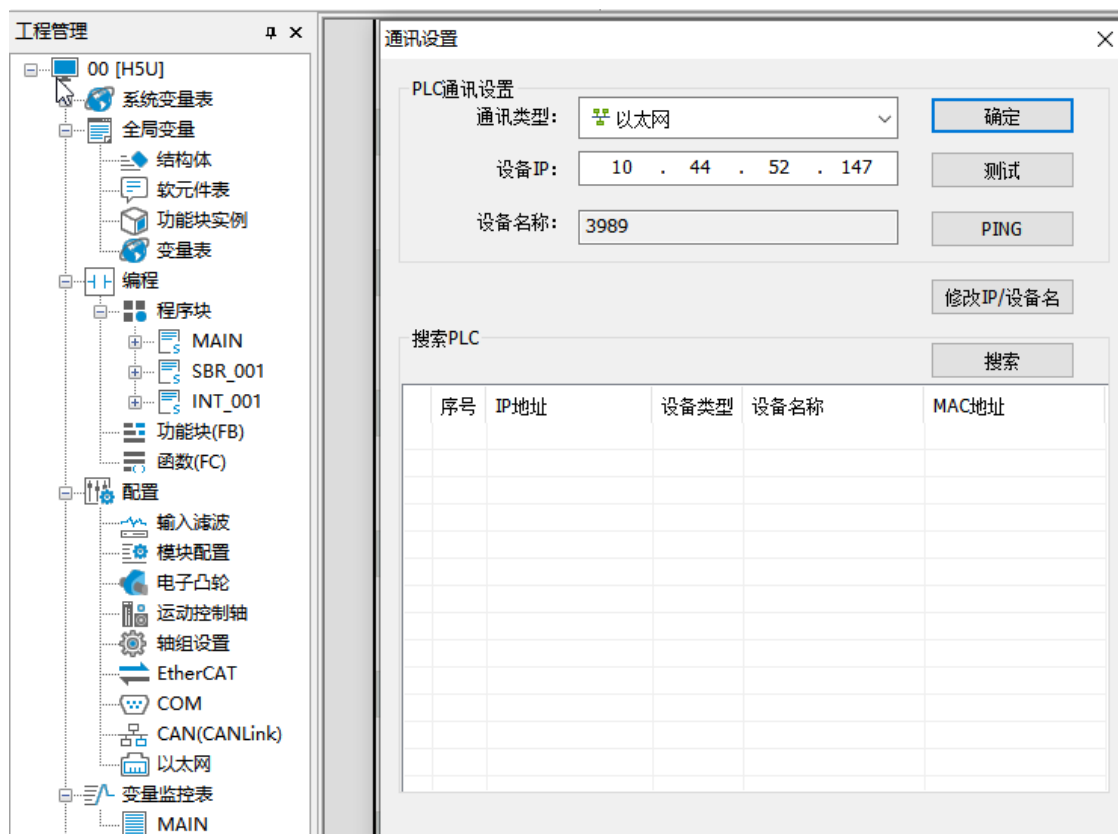 工程管理
00 [H5U]
系统变量表
全局变量
结构体
软元件表
功能块实例
变量表
编程
程序块
MAIN
SBR_001
INT_001
功能块(FB)
函数(FC)
配置
输入滤波
模块配置
电子凸轮
运动控制轴
轴组设置
EtherCAT
COM
CAN(CANLink)
以太网
变量监控表
MAIN
通讯设置
PLC通讯设置
通讯类型: 以太网 确定
设备IP: 10 . 44 . 52 . 147 测试
设备名称: 3989 PING
修改IP/设备名
搜索PLC
搜索
序号 IP地址 设备类型 设备名称 MAC地址